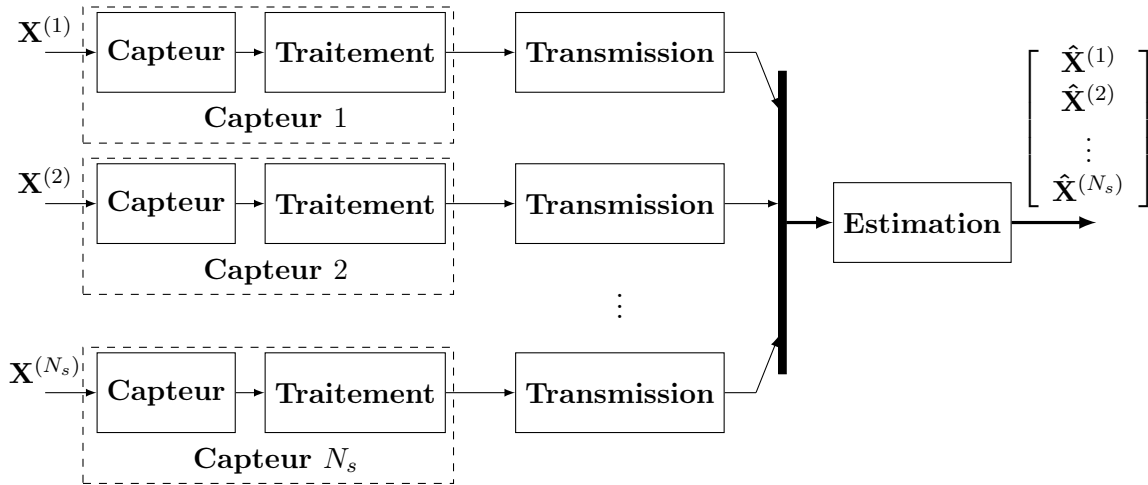 X^(1)
Capteur
Traitement
Transmission
Capteur 1
X^(2)
Capteur
Traitement
Transmission
Capteur 2
⋮
X^(N_s)
Capteur
Traitement
Transmission
Capteur N_s
Estimation
X̂^(1)
X̂^(2)
⋮
X̂^(N_s)